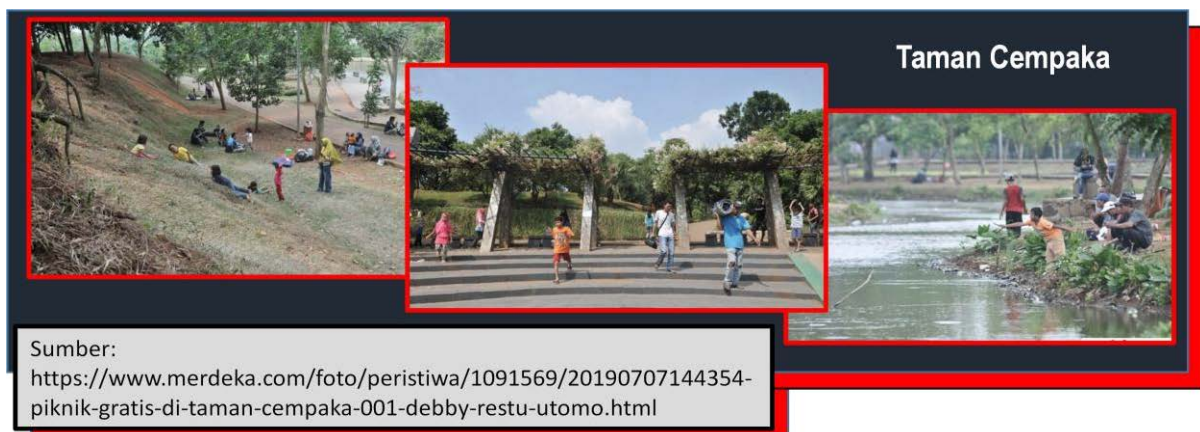 Taman Cempaka
Sumber:
https://www.merdeka.com/foto/peristiwa/1091569/20190707144354-
piknik-gratis-di-taman-cempaka-001-debby-restu-utomo.html